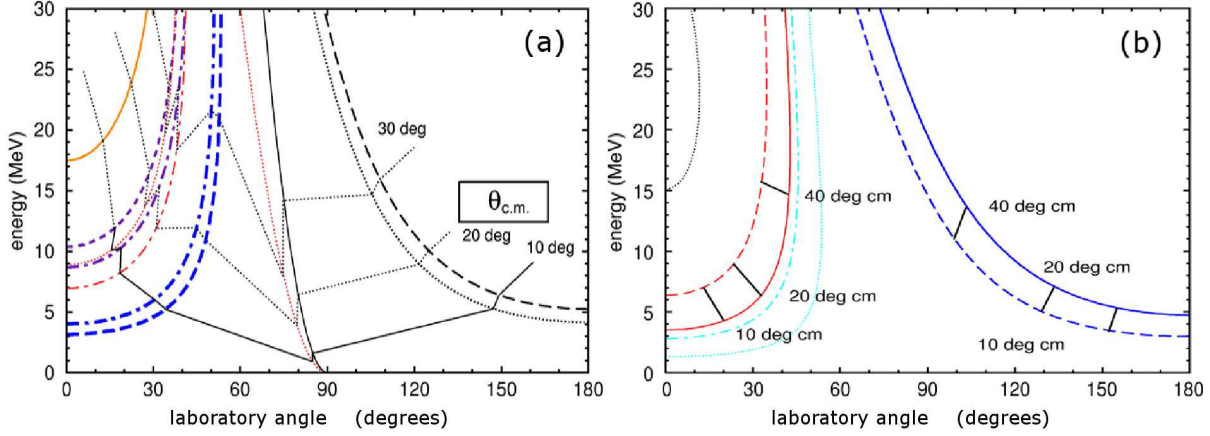 (a)
30
25
20
15
10
5
0
energy (MeV)
30 deg
θc.m.
20 deg
10 deg
0 30 60 90 120 150 180
laboratory angle (degrees)
(b)
30
25
20
15
10
5
0
energy (MeV)
40 deg cm
40 deg cm
20 deg cm
20 deg cm
10 deg cm
10 deg cm
0 30 60 90 120 150 180
laboratory angle (degrees)